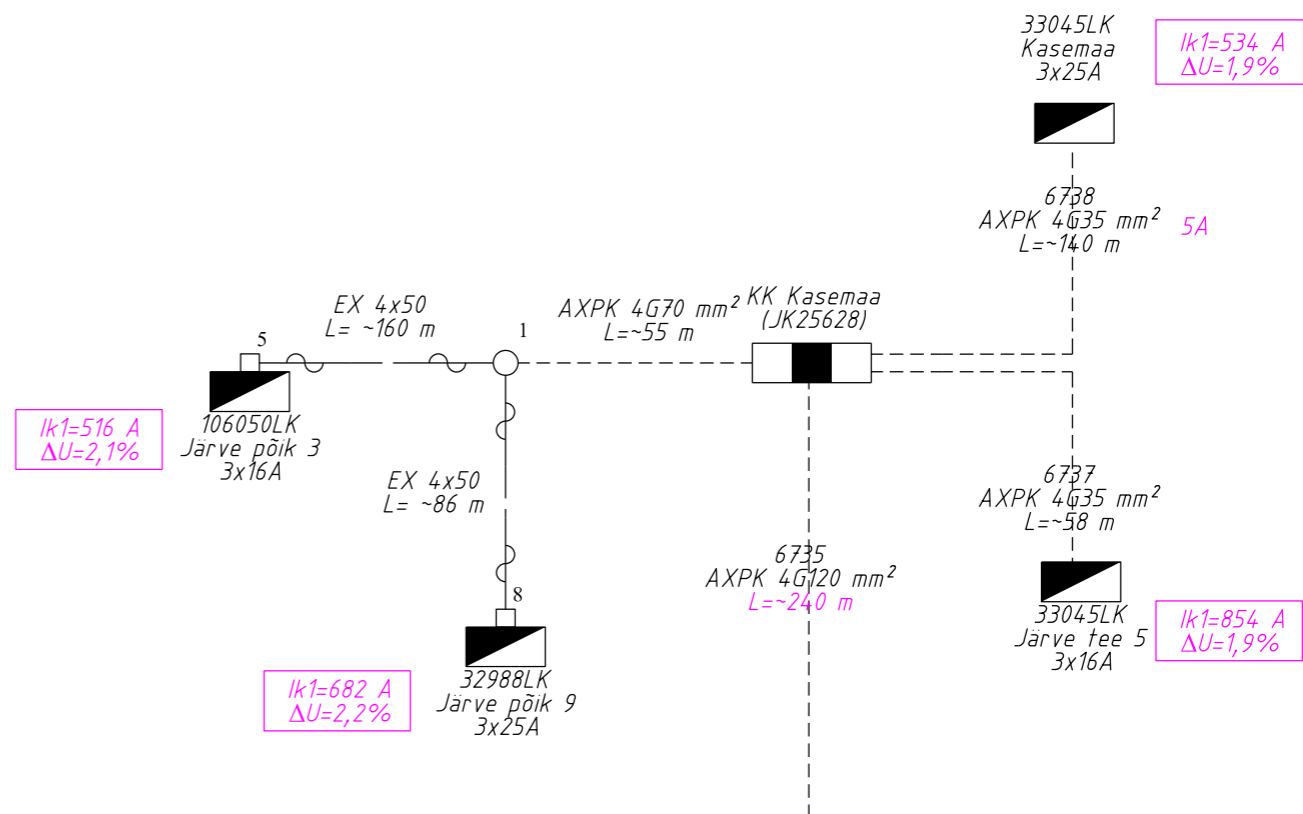 33045LK
Kasemaa
3x25A
Ik1=534 A
ΔU=1,9%
6738
AXPK 4G35 mm²
L=~140 m
5A
EX 4x50
L= ~160 m
1
AXPK 4G70 mm²
L=~55 m
KK Kasemaa
(JK25628)
5
106050LK
Järve põik 3
3x16A
Ik1=516 A
ΔU=2,1%
EX 4x50
L= ~86 m
6737
AXPK 4G35 mm²
L=~58 m
6735
AXPK 4G120 mm²
L=~240 m
8
32988LK
Järve põik 9
3x25A
Ik1=682 A
ΔU=2,2%
33045LK
Järve tee 5
3x16A
Ik1=854 A
ΔU=1,9%